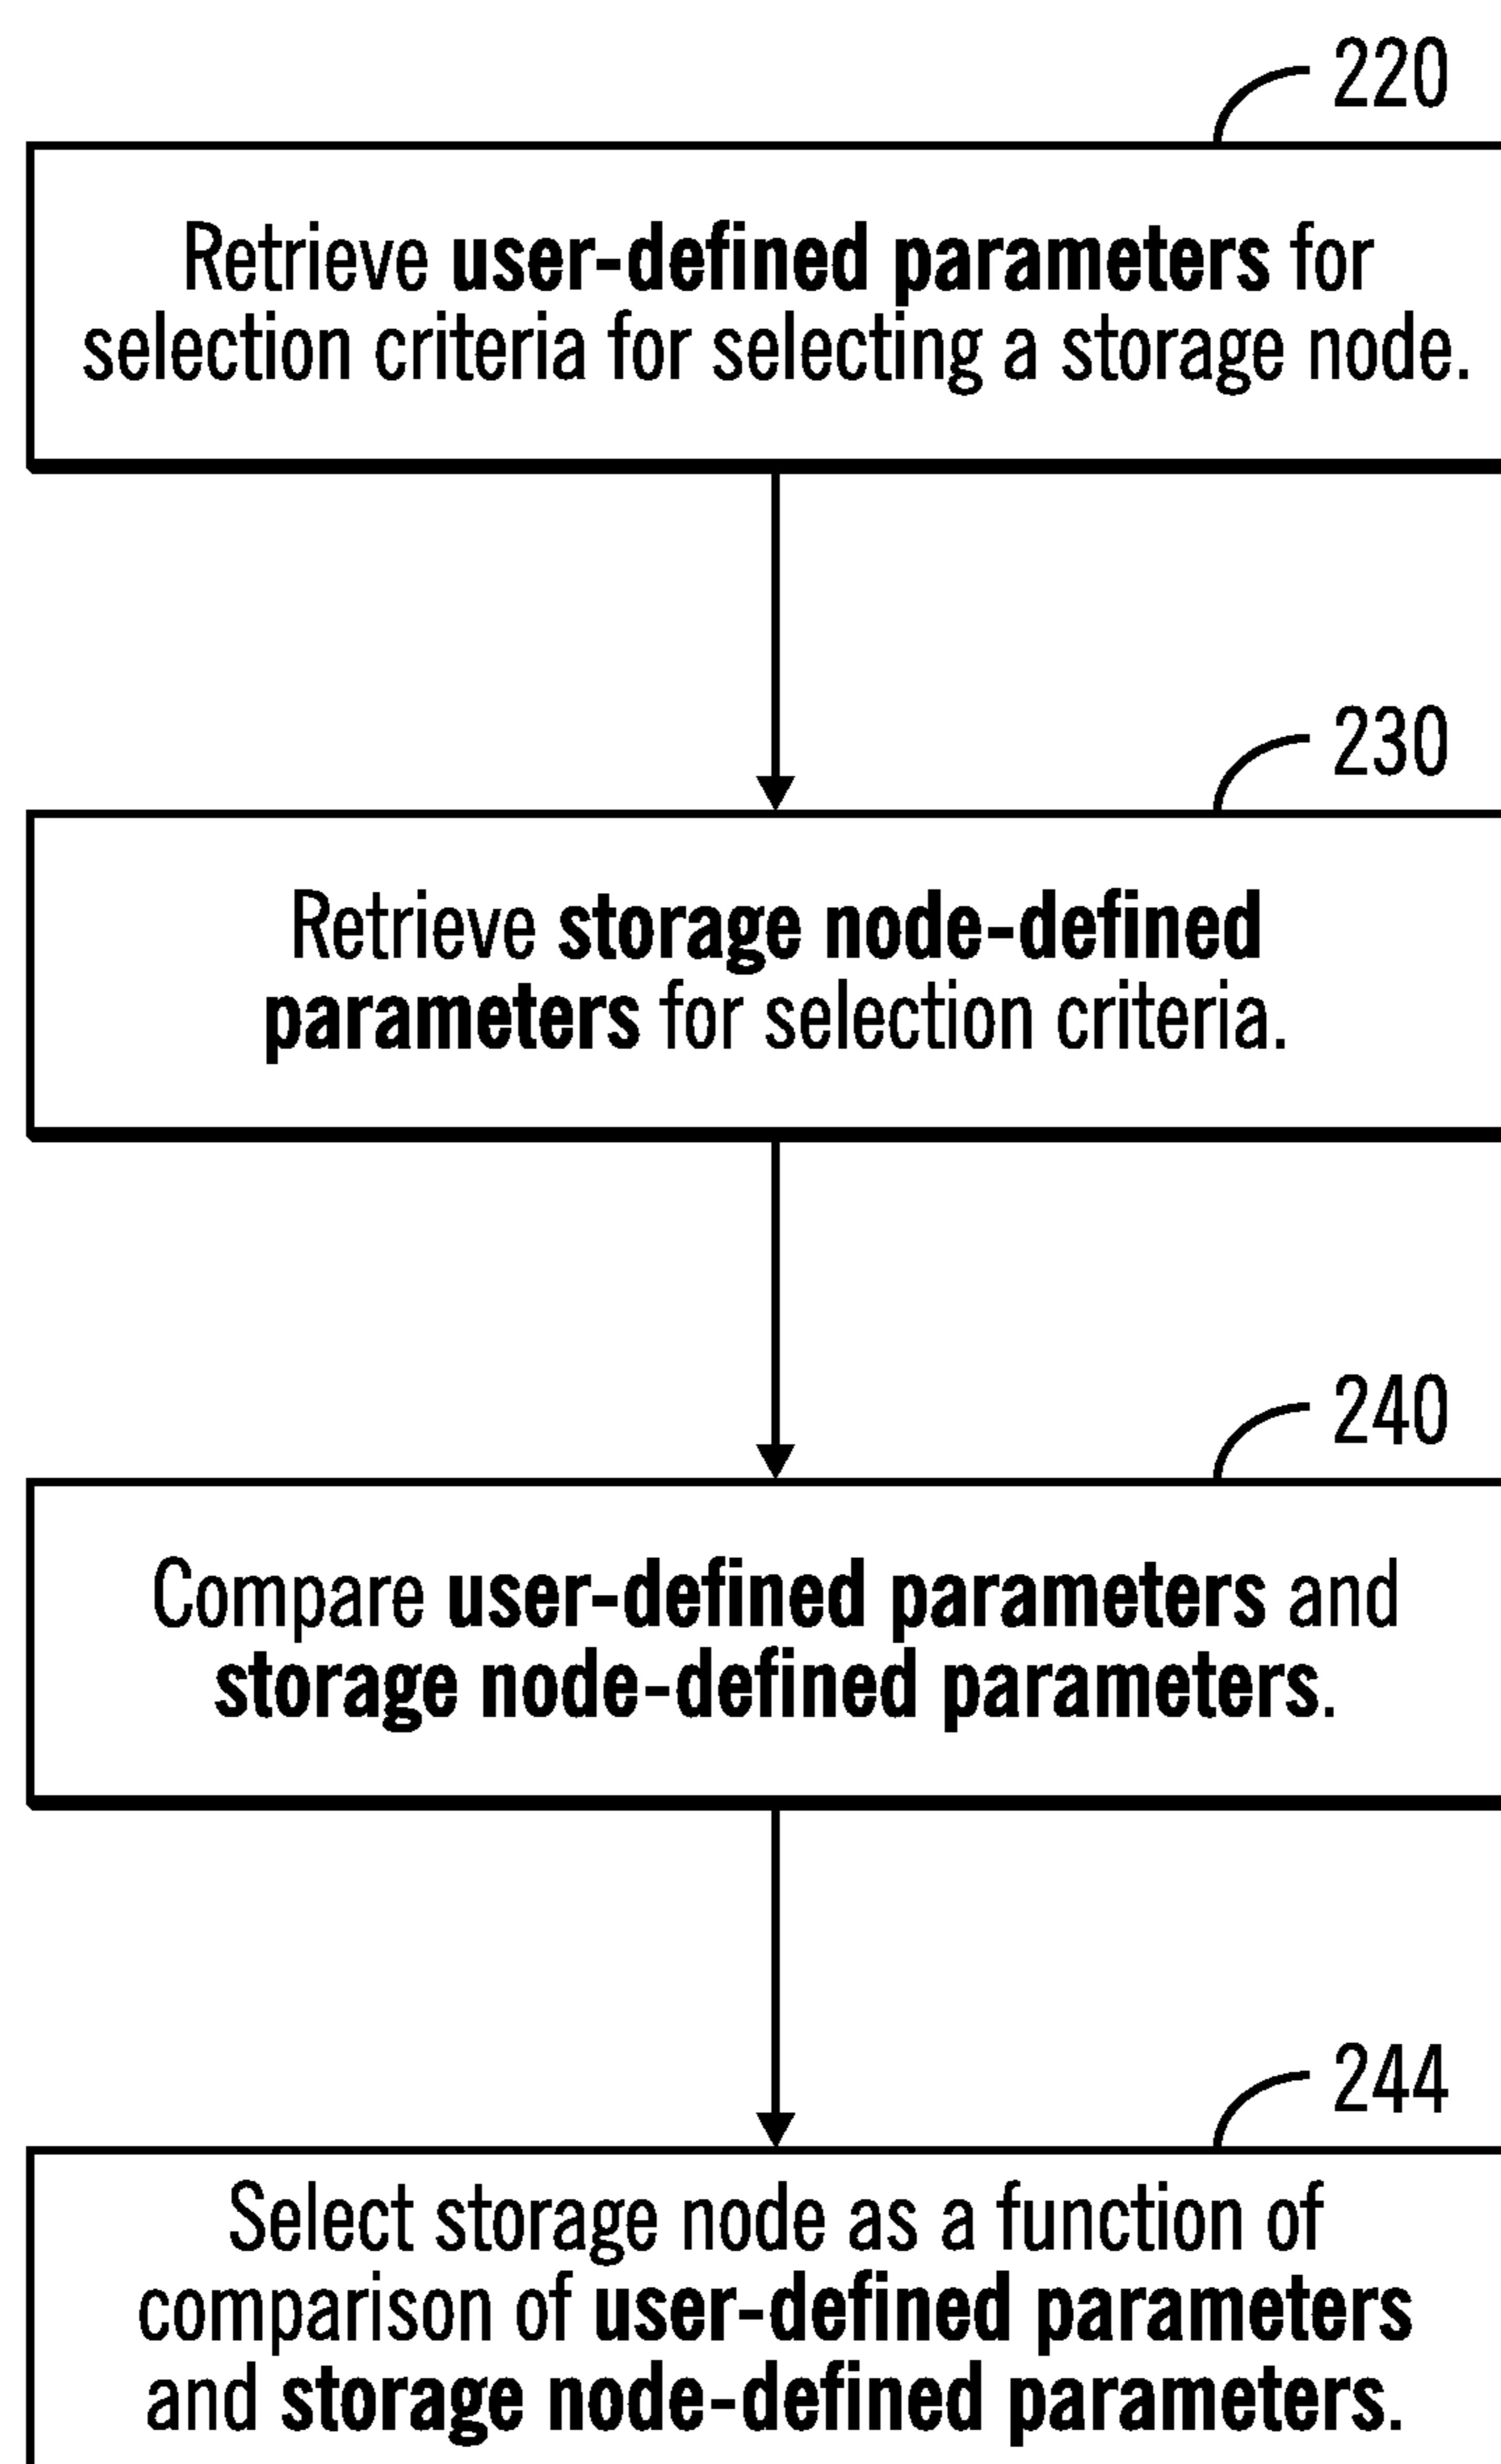 220
Retrieve user-defined parameters for
selection criteria for selecting a storage node.
230
Retrieve storage node-defined
parameters for selection criteria.
240
Compare user-defined parameters and
storage node-defined parameters.
244
Select storage node as a function of
comparison of user-defined parameters
and storage node-defined parameters.